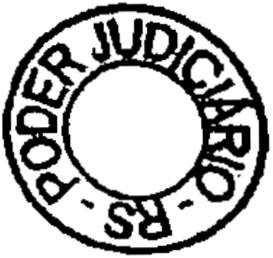 PODER JUDICIÁRIO - RS -